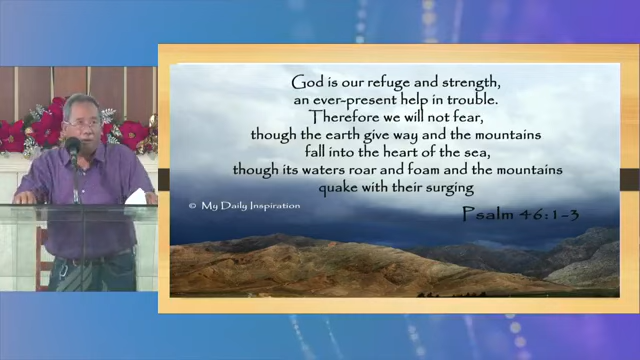 God is our refuge and strength,
an ever-present help in trouble.
Therefore we will not fear,
though the earth give way and the mountains
fall into the heart of the sea,
though its waters roar and foam and the mountains
quake with their surging
© My Daily Inspiration
Psalm 46:1-3